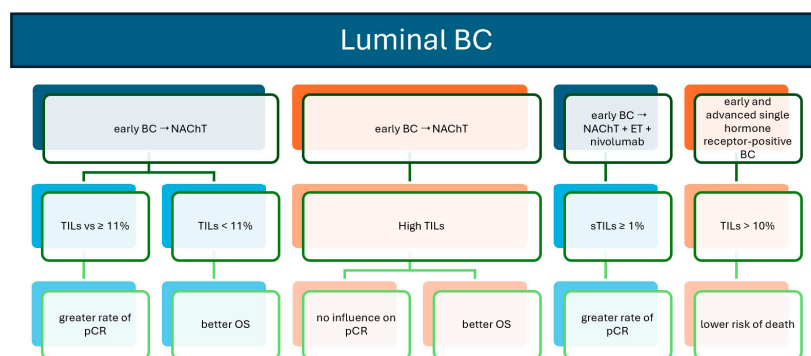 Luminal BC
early BC → NAChT
early BC → NAChT
early BC →
NAChT + ET +
nivolumab
early and
advanced single
hormone
receptor-positive
BC
TILs vs ≥ 11%
TILs < 11%
High TILs
sTILs ≥ 1%
TILs > 10%
greater rate of
pCR
better OS
no influence on
pCR
better OS
greater rate of
pCR
lower risk of death